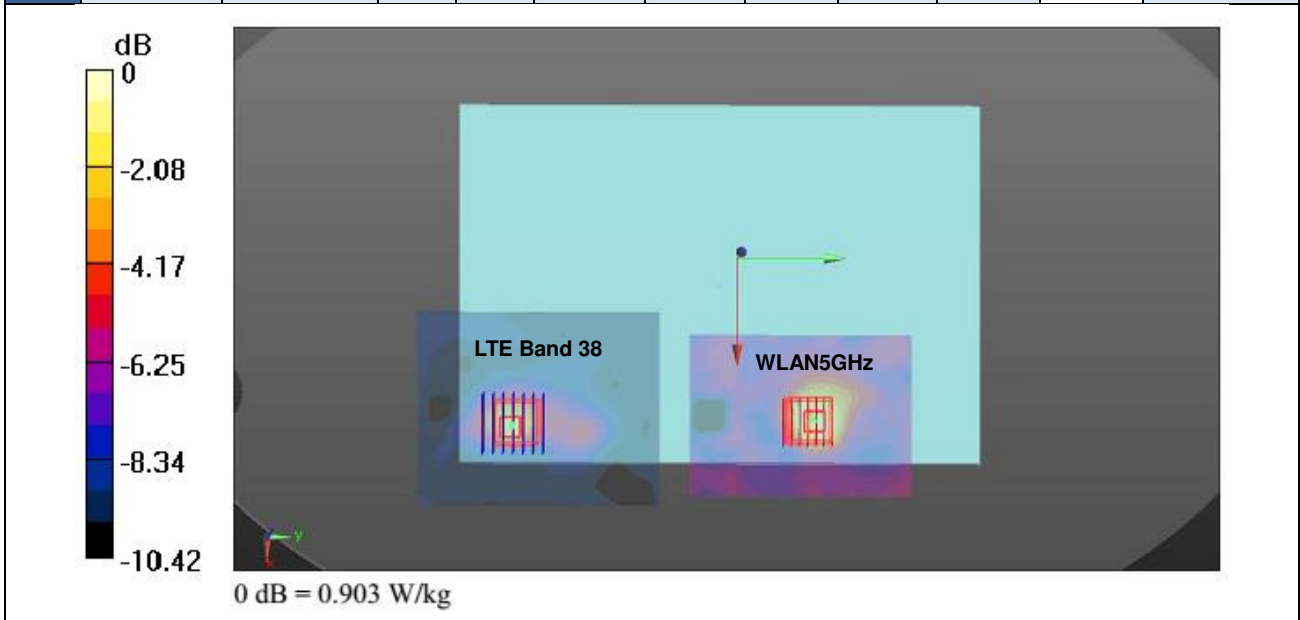 dB
0
-2.08
-4.17
-6.25
-8.34
-10.42
LTE Band 38
WLAN5GHz
y
x
0 dB = 0.903 W/kg